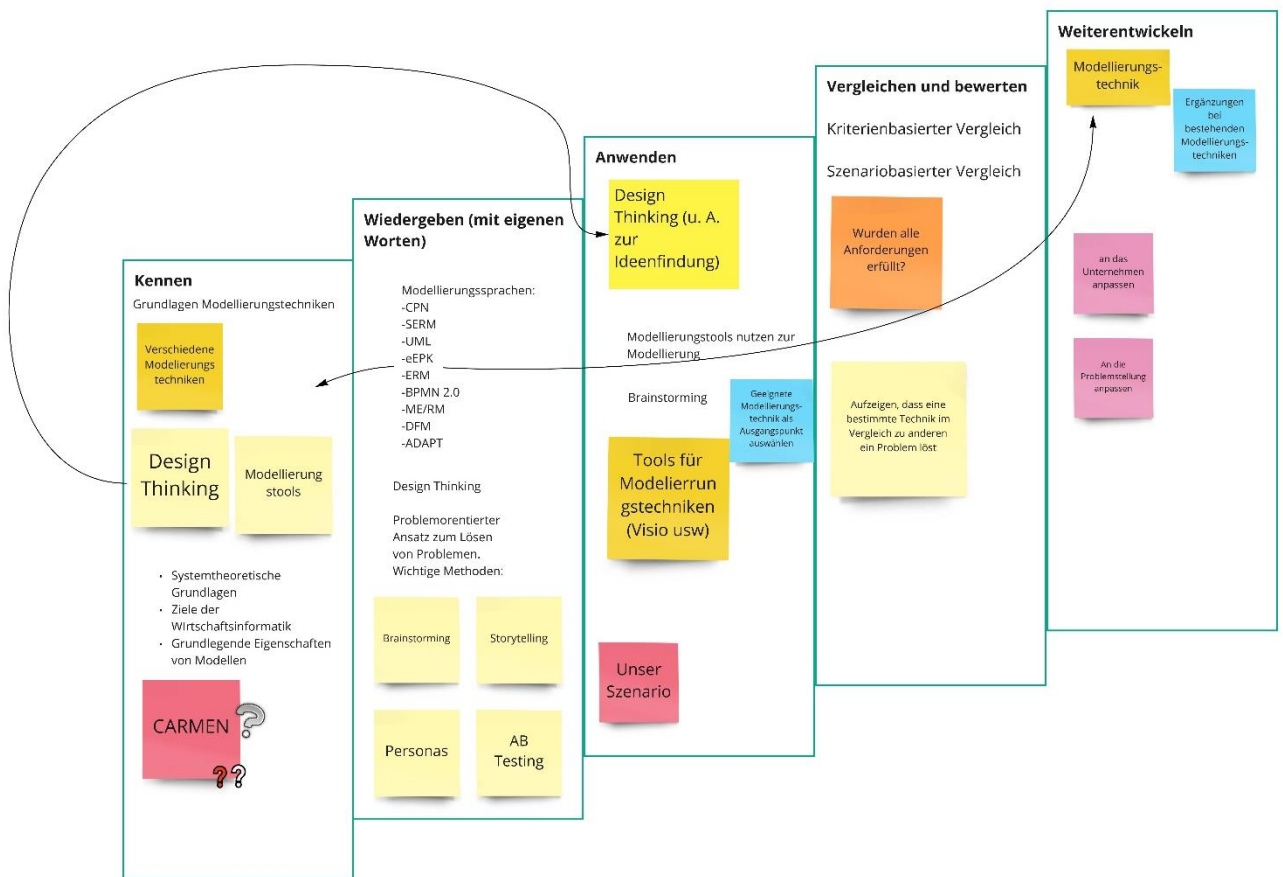 Kennen
Grundlagen Modellierungstechniken
Verschiedene
Modelierungs
techniken
Design
Thinking
Modellierung
stools
• Systemtheoretische
Grundlagen
• Ziele der
WIrtschaftsinformatik
• Grundlegende Eigenschaften
von Modellen
CARMEN
?
??
Wiedergeben (mit eigenen
Worten)
Modellierungssprachen:
-CPN
-SERM
-UML
-eEPK
-ERM
-BPMN 2.0
-ME/RM
-DFM
-ADAPT
Design Thinking
Problemorentierter
Ansatz zum Lösen
von Problemen.
Wichtige Methoden:
Brainstorming
Storytelling
Personas
AB
Testing
Anwenden
Design
Thinking (u. A.
zur
Ideenfindung)
Modellierungstools nutzen zur
Modellierung
Brainstorming
Geeignete
Modellierungs-
technik als
Ausgangspunkt
auswählen
Tools für
Modelierrun
gstechniken
(Visio usw)
Unser
Szenario
Vergleichen und bewerten
Kriterienbasierter Vergleich
Szenariobasierter Vergleich
Wurden alle
Anforderungen
erfüllt?
Aufzeigen, dass eine
bestimmte Technik im
Vergleich zu anderen
ein Problem löst
Weiterentwickeln
Modellierungs-
technik
Ergänzungen
bei
bestehenden
Modellierungs-
techniken
an das
Unternehmen
anpassen
An die
Problemstellung
anpassen